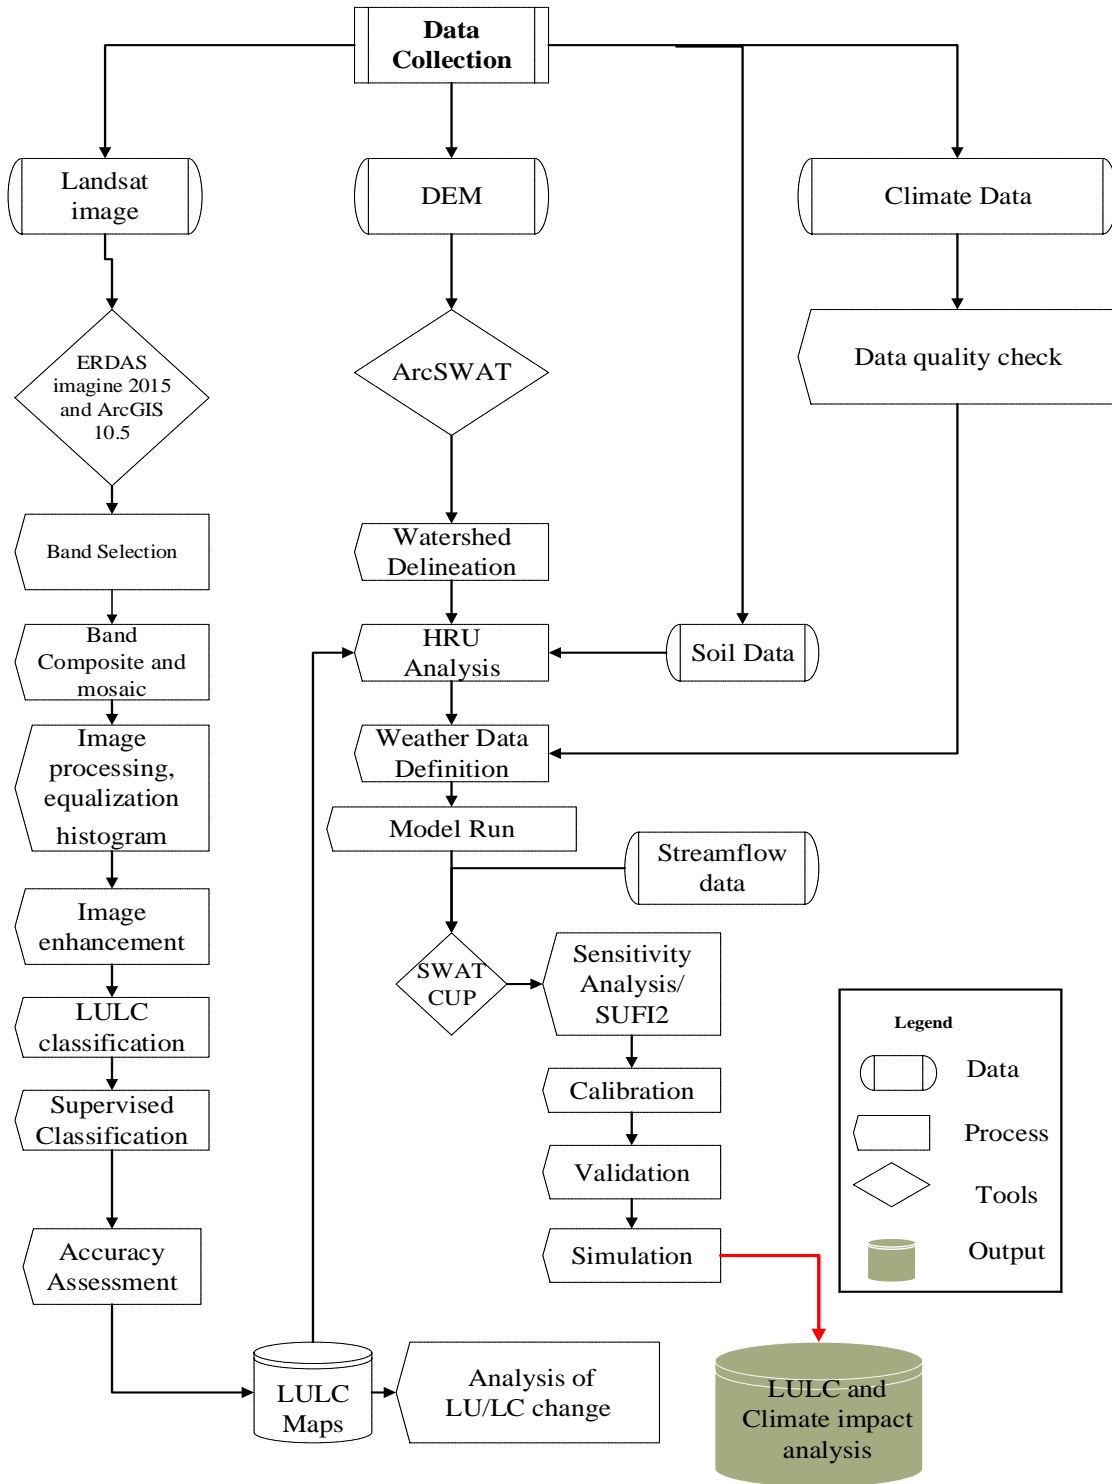 Data
Collection
Landsat
image
DEM
Climate Data
ERDAS
imagine 2015
and ArcGIS
10.5
ArcSWAT
Data quality check
Band Selection
Watershed
Delineation
Band
Composite and
mosaic
HRU
Analysis
Soil Data
Image
processing,
equalization
histogram
Weather Data
Definition
Model Run
Streamflow
data
Image
enhancement
SWAT
CUP
Sensitivity
Analysis/
SUFI2
LULC
classification
Calibration
Supervised
Classification
Validation
Accuracy
Assessment
Simulation
Legend
Data
Process
Tools
Output
LULC
Maps
Analysis of
LU/LC change
LULC and
Climate impact
analysis